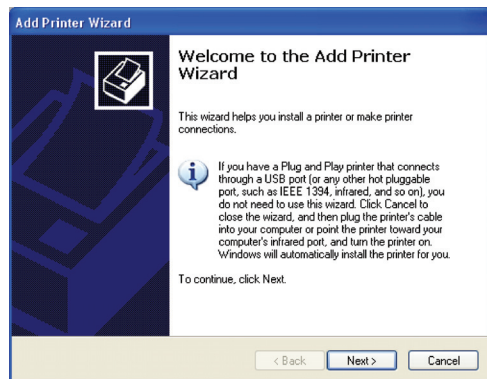 Add Printer Wizard
Welcome to the Add Printer
Wizard
This wizard helps you install a printer or make printer
connections.
If you have a Plug and Play printer that connects
through a USB port (or any other hot pluggable
port, such as IEEE 1394, infrared, and so on), you
do not need to use this wizard. Click Cancel to
close the wizard, and then plug the printer's cable
into your computer or point the printer toward your
computer's infrared port, and turn the printer on.
Windows will automatically install the printer for you.
To continue, click Next.
< Back Next > Cancel